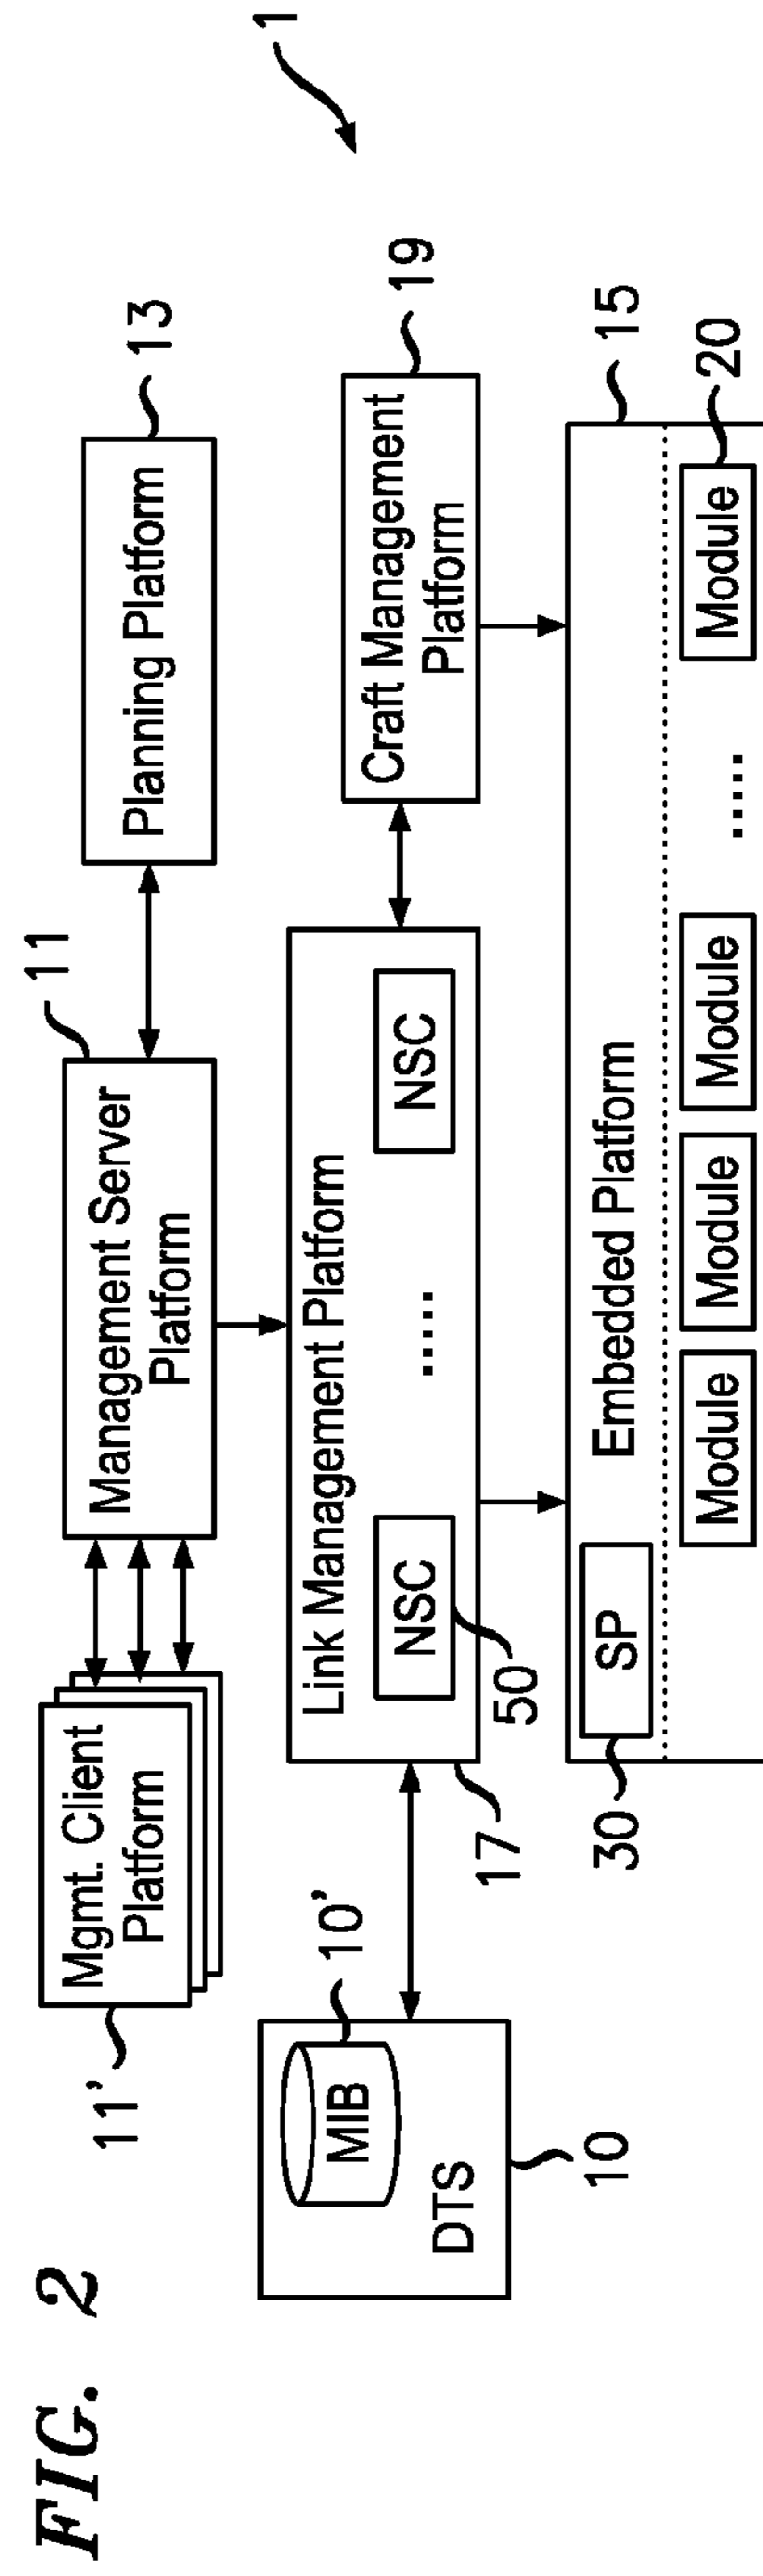 FIG. 2
1
11'
Mgmt. Client
Platform
11
Management Server
Platform
13
Planning Platform
10
DTS
MIB
10'
17
Link Management Platform
NSC
.....
NSC
50
19
Craft Management
Platform
15
Embedded Platform
30
SP
Module
Module
Module
.....
Module
20